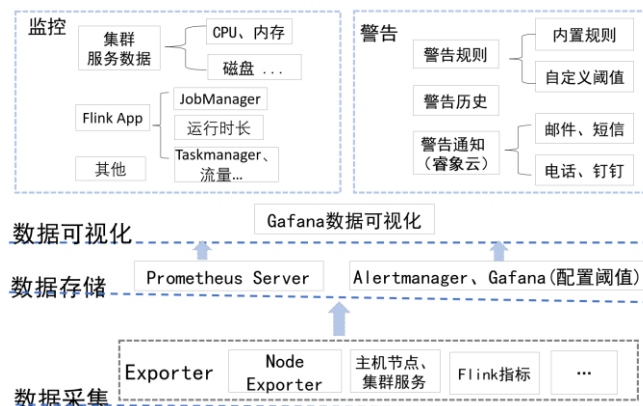 监控
集群
服务数据
CPU、内存
磁盘 ...
Flink App
JobManager
运行时长
Taskmanager、
流量…
其他
警告
警告规则
内置规则
自定义阈值
警告历史
警告通知
(睿象云)
邮件、短信
电话、钉钉
Gafana数据可视化
数据可视化
Prometheus Server
Alertmanager、Gafana(配置阈值)
数据存储
Exporter
Node
Exporter
主机节点、
集群服务
Flink指标
…
数据采集